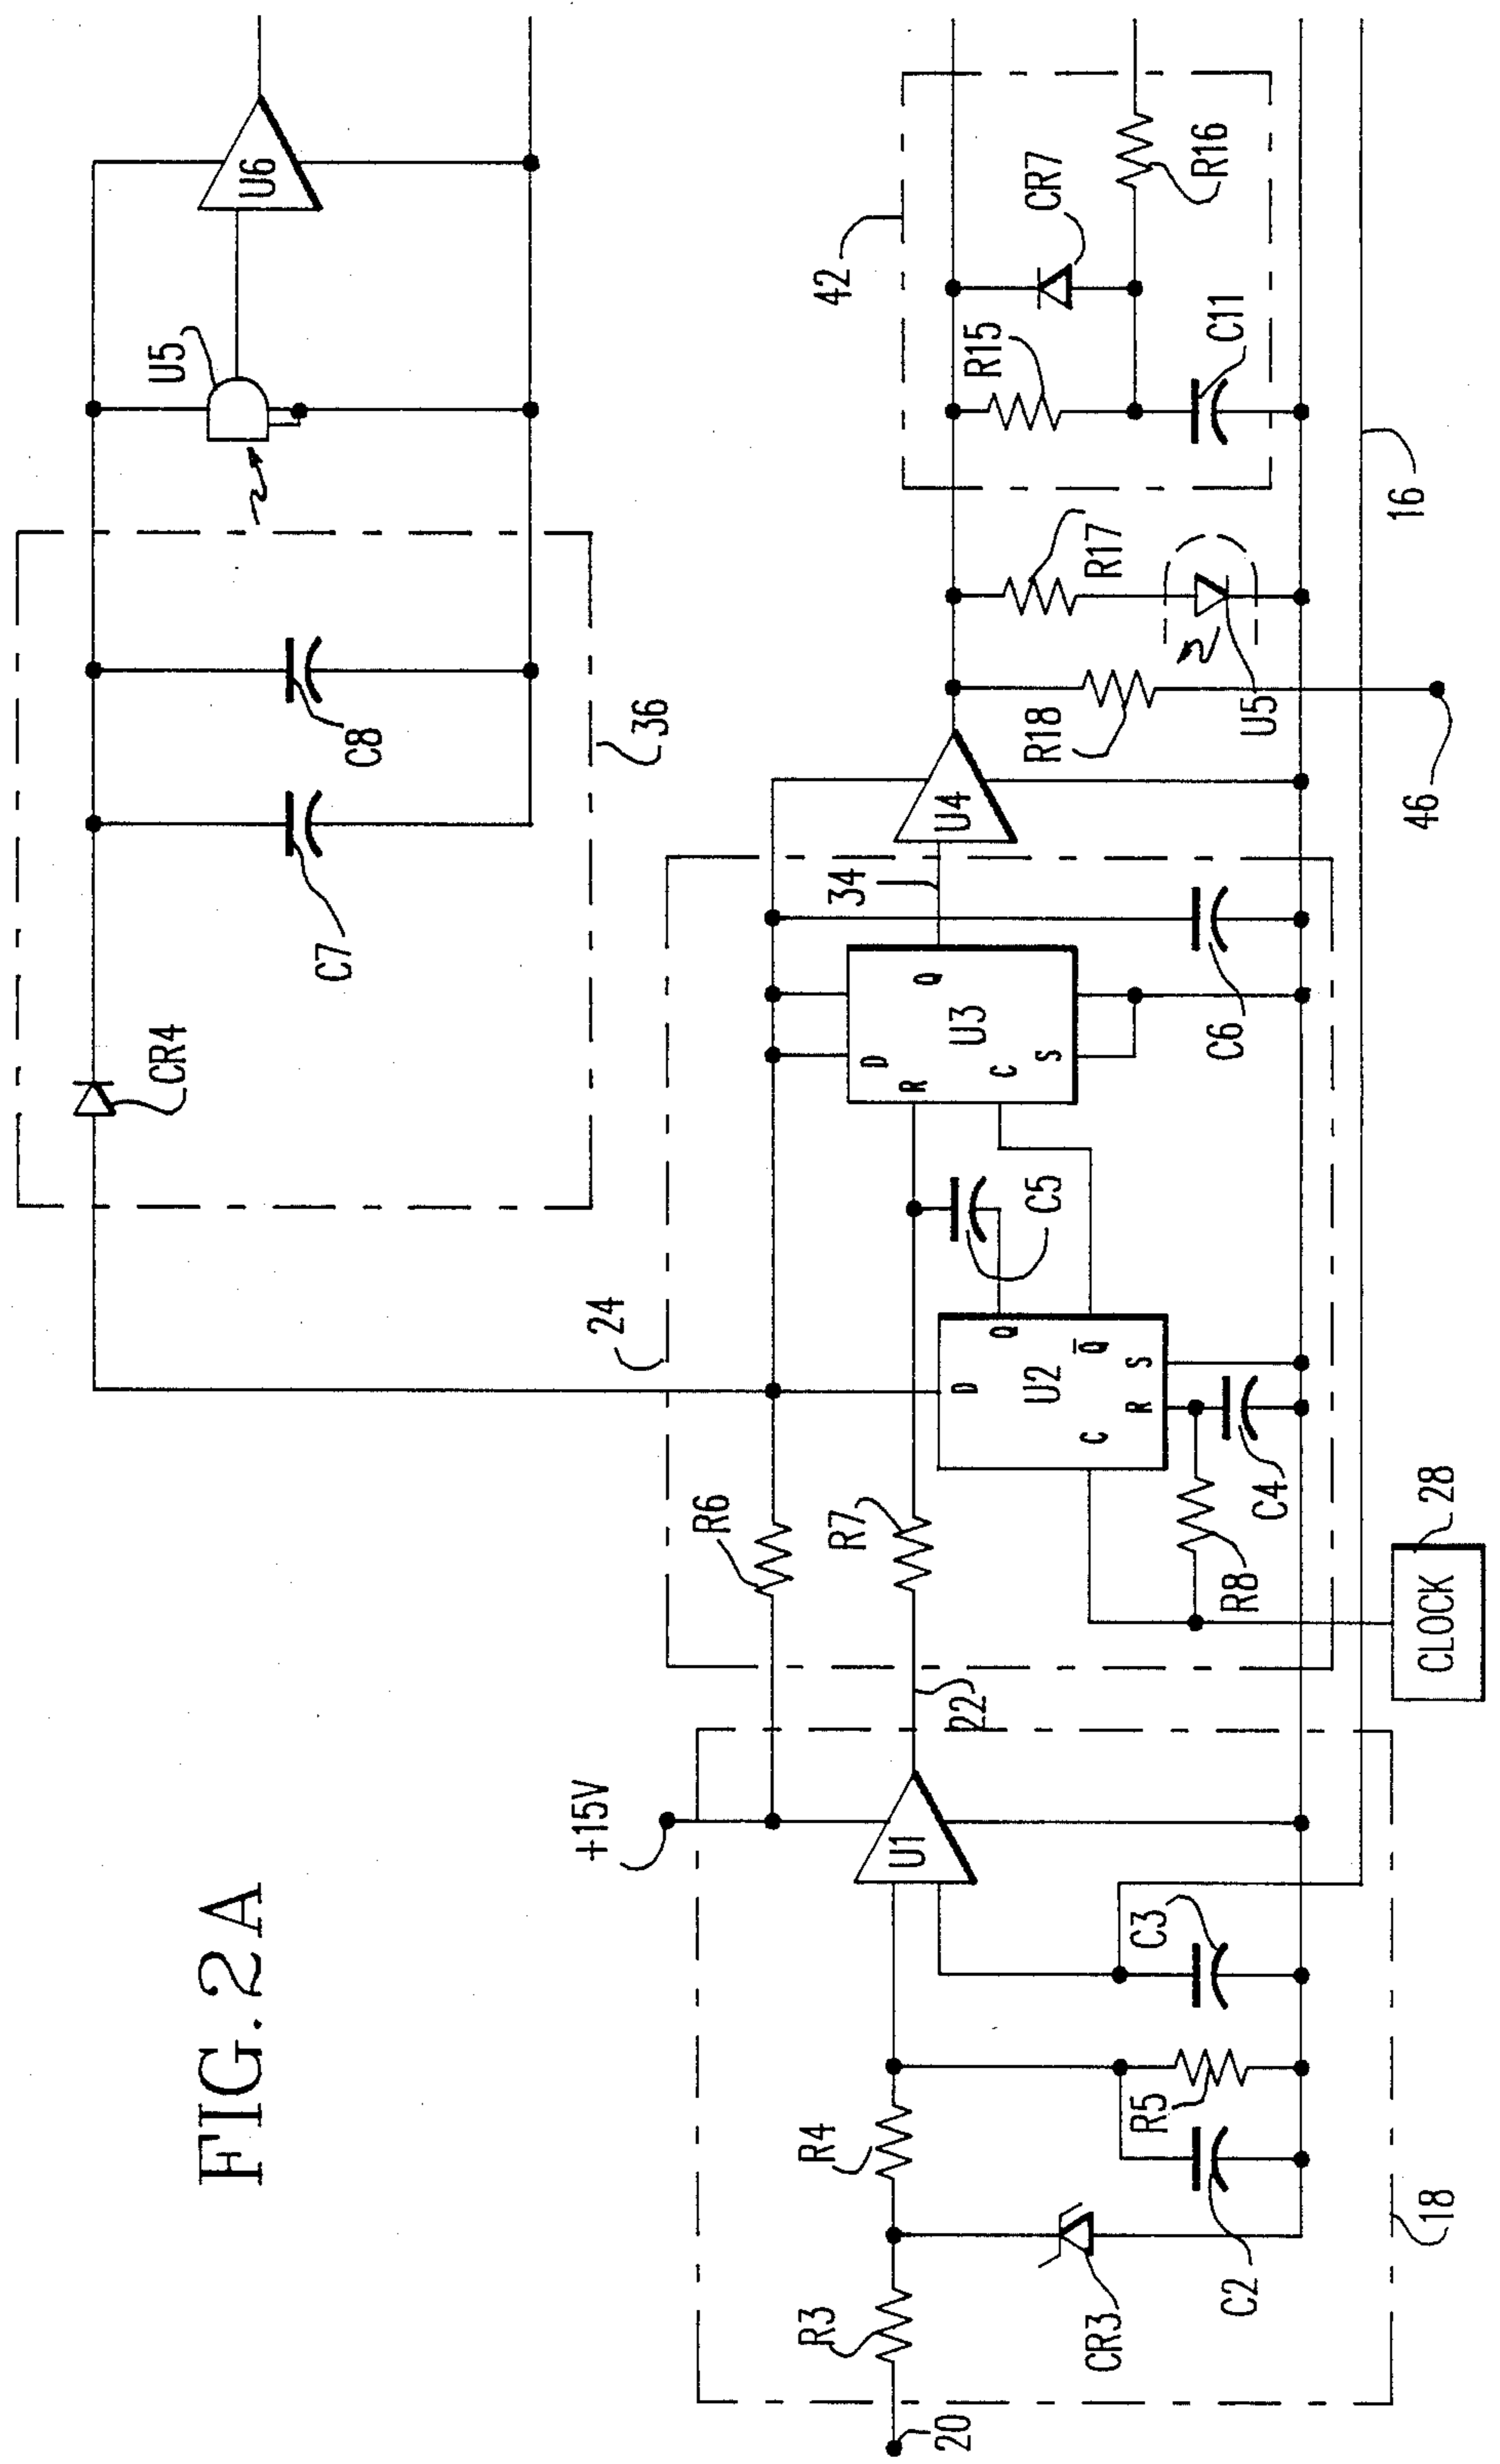 FIG. 2A
U6
U5
C8
C7
36
CR4
42
CR7
R16
R15
C11
16
R17
U5
R18
46
U4
34
Q
D
U3
R
C
S
C6
C5
24
D
Q
U2
Q̅
C
R
S
C4
R6
R7
R8
CLOCK
28
22
+15V
U1
C3
R4
R5
R3
CR3
C2
18
20